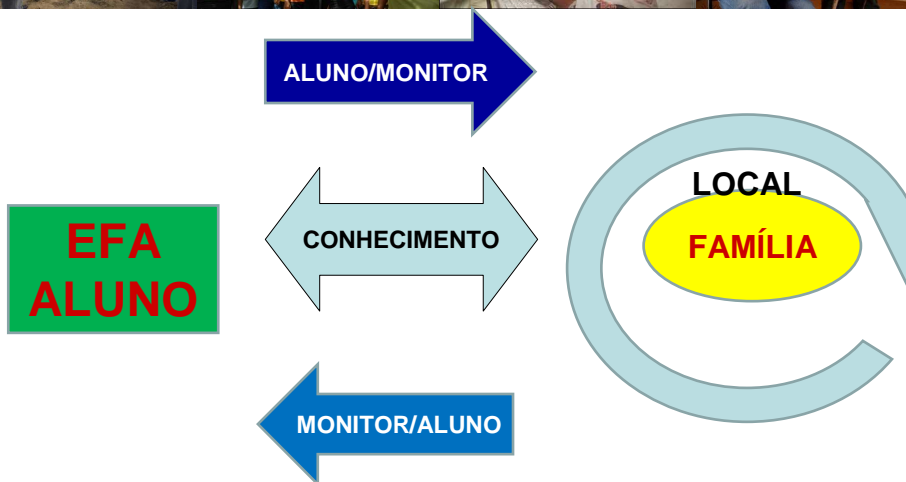 ALUNO/MONITOR
EFA
ALUNO
CONHECIMENTO
LOCAL
FAMÍLIA
MONITOR/ALUNO